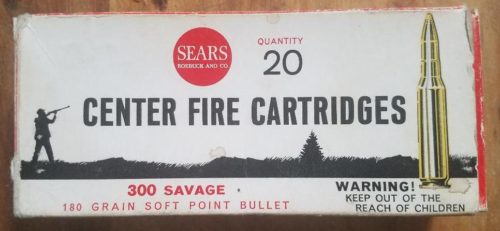 SEARS
ROEBUCK AND CO.
QUANTITY
20
CENTER FIRE CARTRIDGES
300 SAVAGE
180 GRAIN SOFT POINT BULLET
WARNING!
KEEP OUT OF THE
REACH OF CHILDREN